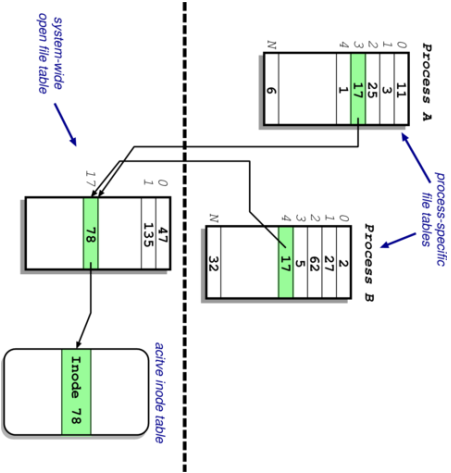 Process A
0 11
1 3
2 25
3 17
4 1
N 6
process-specific
file tables
Process B
0 2
1 27
2 62
3 5
4 17
N 32
system-wide
open file table
0 47
1 135
17 78
acitve inode table
Inode 78